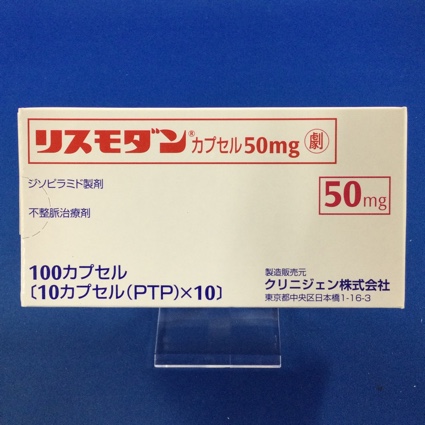 リスモダン®カプセル50mg 劇
ジソピラミド製剤
50mg
不整脈治療剤
100カプセル
〔10カプセル(PTP)×10〕
製造販売元
クリニジェン株式会社
東京都中央区日本橋1-16-3